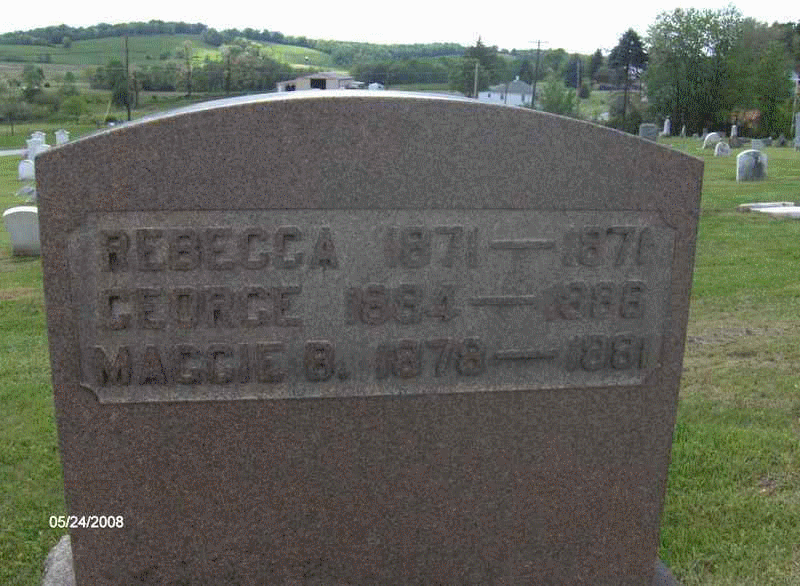 REBECCA 1871 — 1871
GEORGE 1884 — 1886
MAGGIE B. 1878 — 1881
05/24/2008